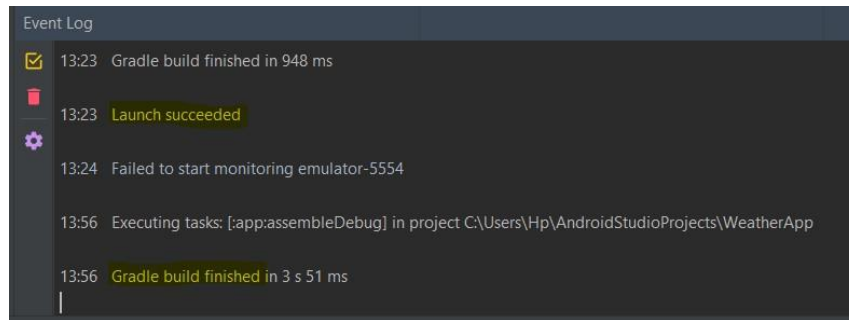 Event Log
13:23 Gradle build finished in 948 ms
13:23 Launch succeeded
13:24 Failed to start monitoring emulator-5554
13:56 Executing tasks: [:app:assembleDebug] in project C:\Users\Hp\AndroidStudioProjects\WeatherApp
13:56 Gradle build finished in 3 s 51 ms